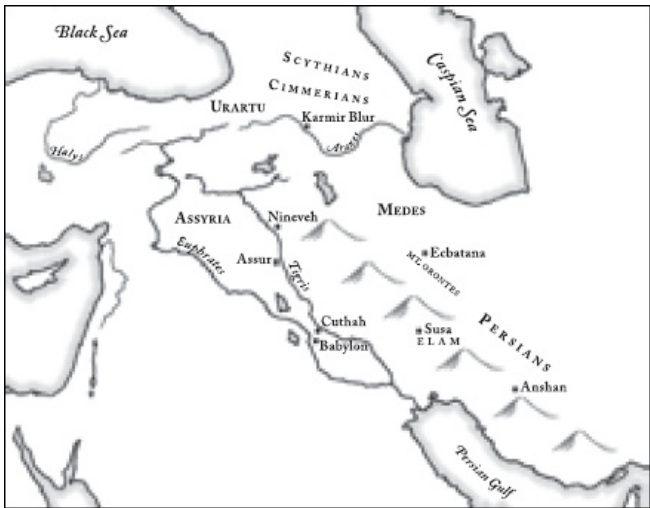 Black Sea
SCYTHIANS
CIMMERIANS
Caspian Sea
URARTU
Karmir Blur
Araxes
Halys
ASSYRIA
Nineveh
MEDES
Euphrates
Assur
Tigris
Ecbatana
MT. ORONTES
Cuthah
Babylon
Susa
ELAM
PERSIANS
Anshan
Persian Gulf